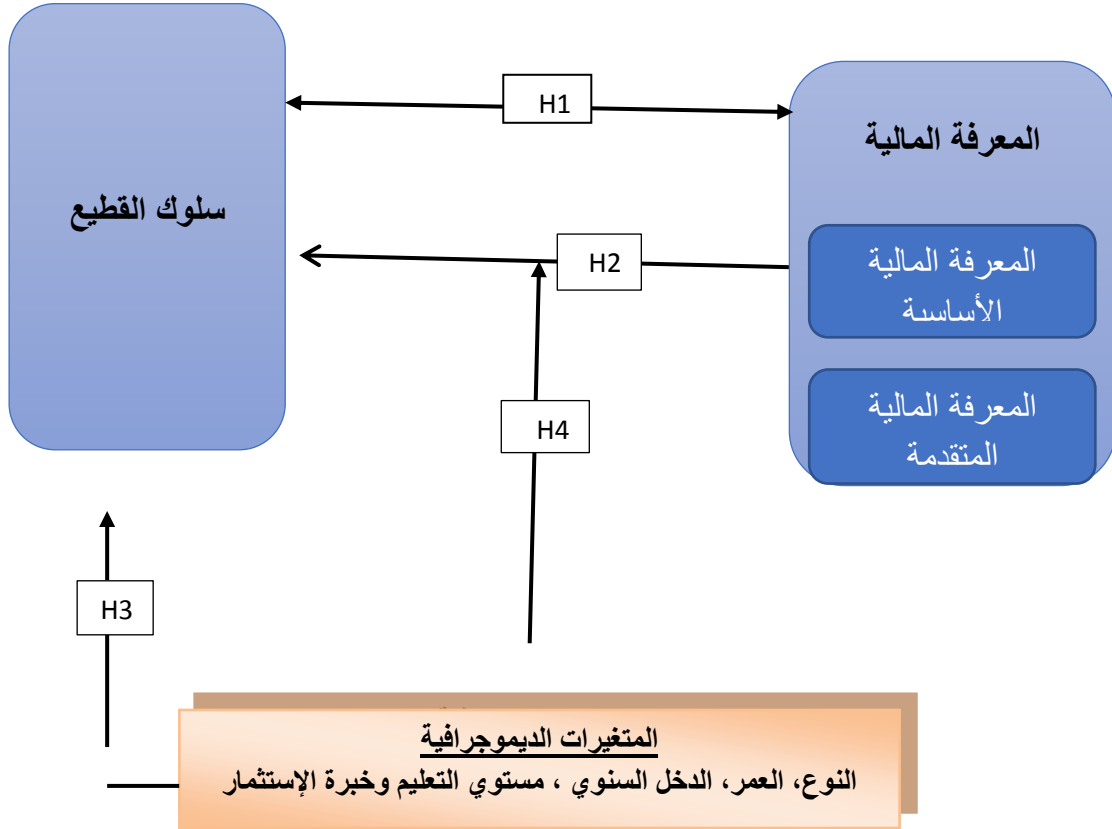 H1
المعرفة المالية
سلوك القطيع
المعرفة المالية
الأساسية
H2
المعرفة المالية
المتقدمة
H4
H3
المتغيرات الديموجرافية
النوع، العمر، الدخل السنوي ، مستوي التعليم وخبرة الإستثمار